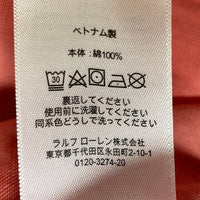 ベトナム製
本体：綿100%
30
裏返してください
使用前に洗濯してください
同系色どうしで洗って下さい
ラルフ ローレン株式会社
東京都千代田区永田町2-10-1
0120-3274-20